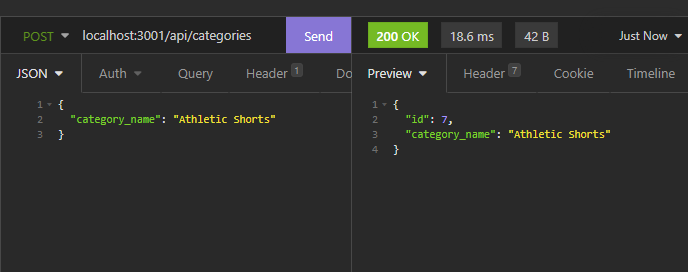 POST localhost:3001/api/categories Send 200 OK 18.6 ms 42 B Just Now
JSON Auth Query Header 1 Do Preview Header 7 Cookie Timeline
1 {
2 "category_name": "Athletic Shorts"
3 }
1 {
2 "id": 7,
3 "category_name": "Athletic Shorts"
4 }